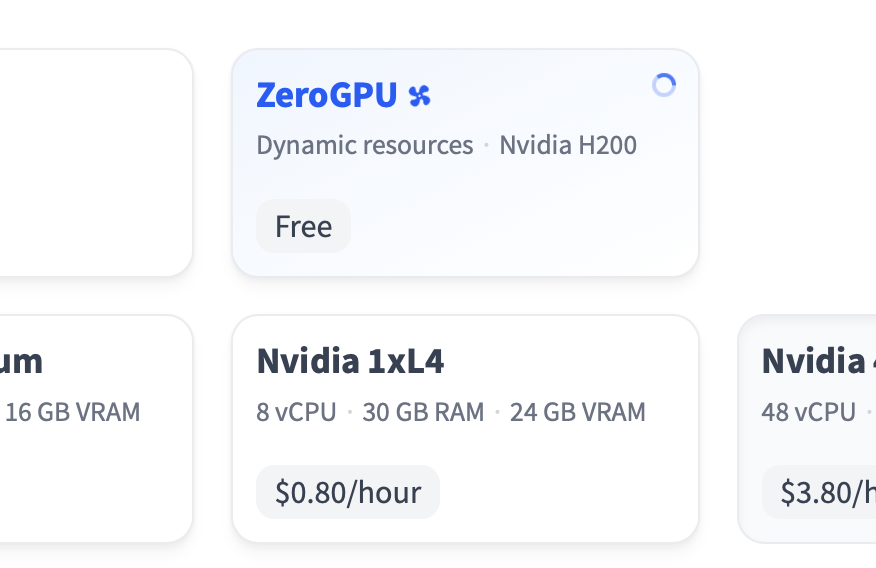 ZeroGPU
Dynamic resources · Nvidia H200
Free
um
16 GB VRAM
Nvidia 1xL4
8 vCPU · 30 GB RAM · 24 GB VRAM
$0.80/hour
Nvidia
48 vCPU ·
$3.80/h